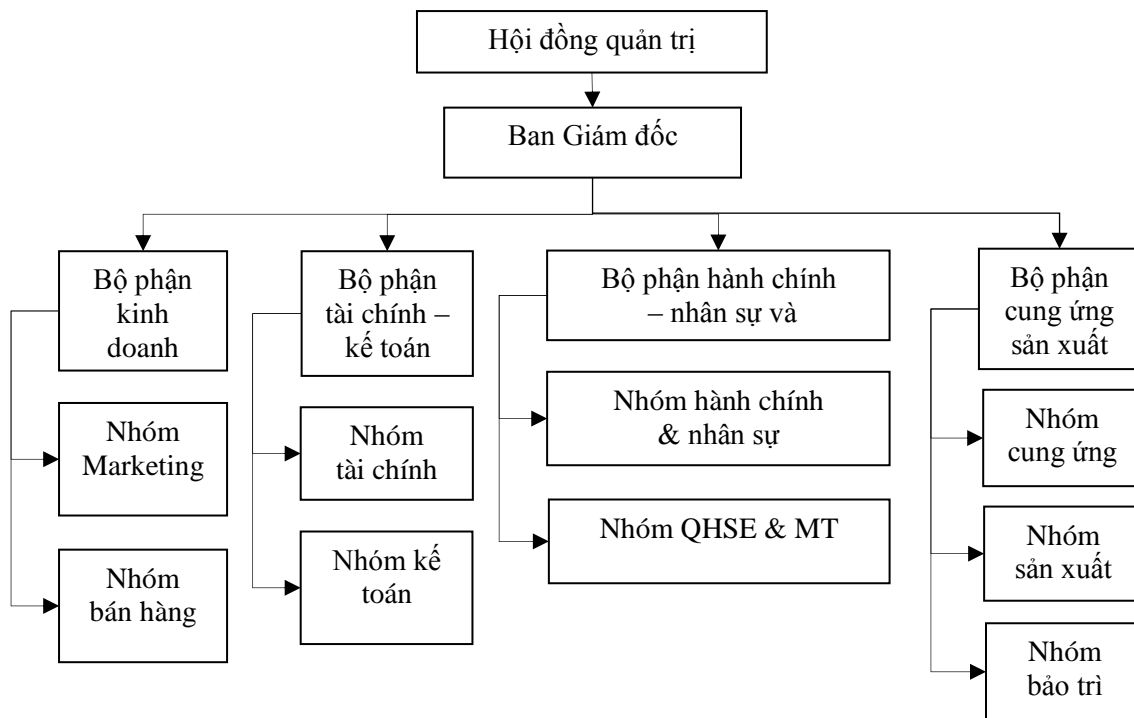 Hội đồng quản trị
Ban Giám đốc
Bộ phận
kinh
doanh
Bộ phận
tài chính –
kế toán
Bộ phận hành chính
– nhân sự và
Bộ phận
cung ứng
sản xuất
Nhóm
Marketing
Nhóm
tài chính
Nhóm hành chính
& nhân sự
Nhóm
cung ứng
Nhóm
bán hàng
Nhóm kế
toán
Nhóm QHSE & MT
Nhóm
sản xuất
Nhóm
bảo trì